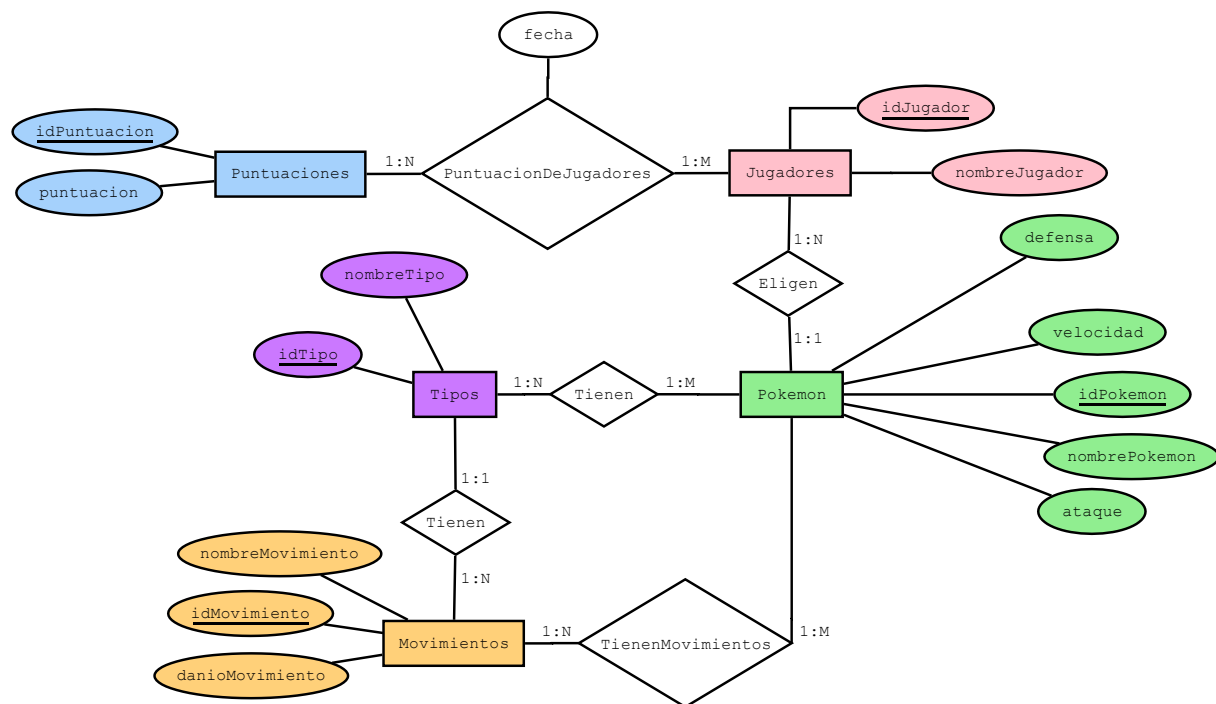 fecha
idJugador
idPuntuacion
1:N
1:M
Puntuaciones
PuntuacionDeJugadores
Jugadores
nombreJugador
puntuacion
defensa
1:N
nombreTipo
Eligen
velocidad
1:1
idTipo
1:N
1:M
Tipos
Tienen
Pokemon
idPokemon
nombrePokemon
1:1
ataque
Tienen
nombreMovimiento
1:N
idMovimiento
1:N
1:M
Movimientos
TienenMovimientos
danioMovimiento